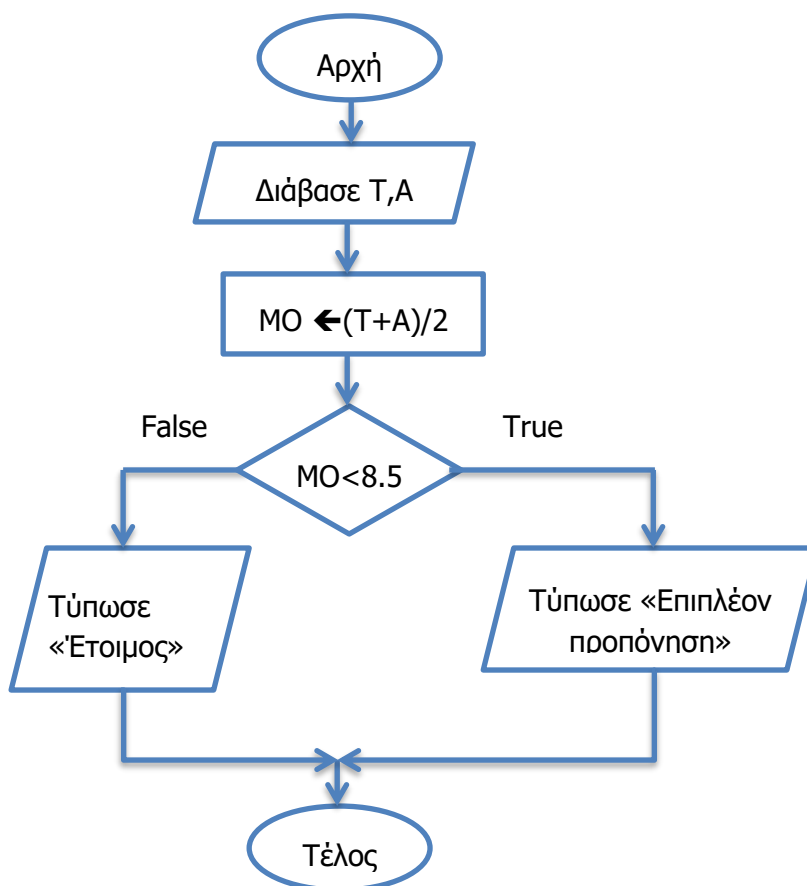 Αρχή
Διάβασε Τ,Α
ΜΟ 🡸(Τ+Α)/2
False
True
ΜΟ<8.5
Τύπωσε
«Έτοιμος»
Τύπωσε «Επιπλέον
προπόνηση»
Τέλος